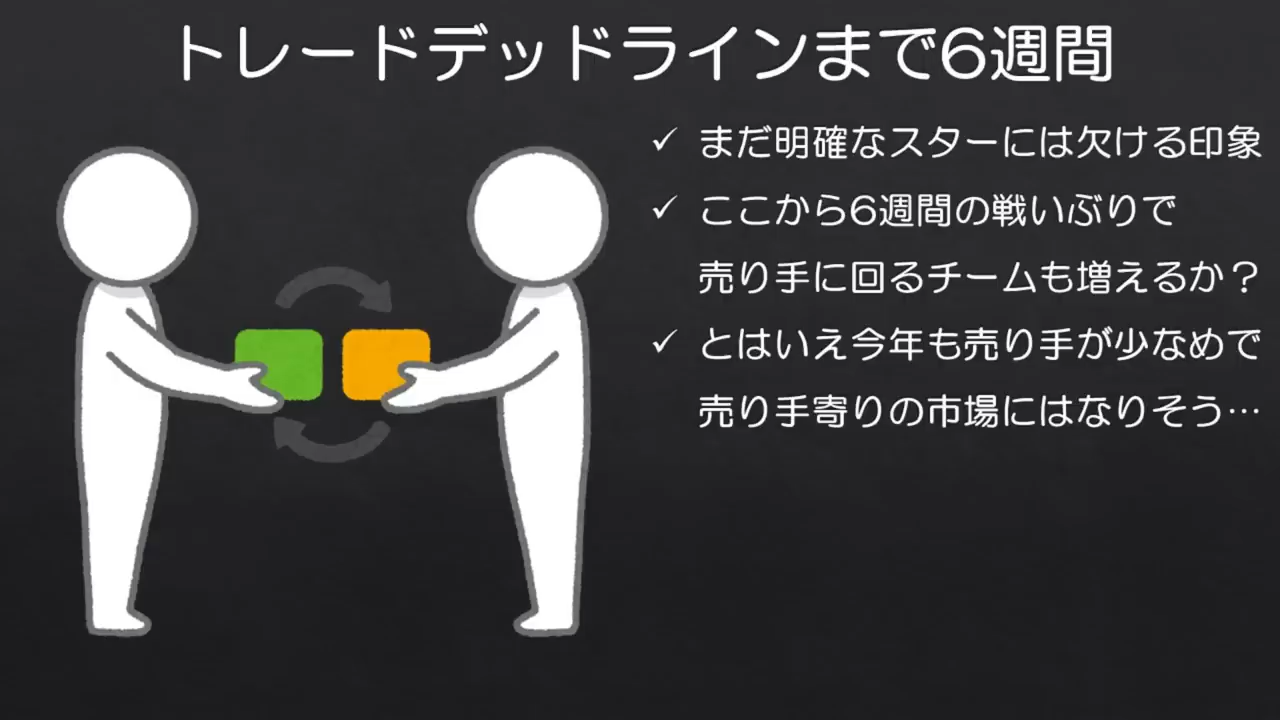 トレードデッドラインまで6週間
✓ まだ明確なスターには欠ける印象
✓ ここから6週間の戦いぶりで
売り手に回るチームも増えるか？
✓ とはいえ今年も売り手が少なめで
売り手寄りの市場にはなりそう…